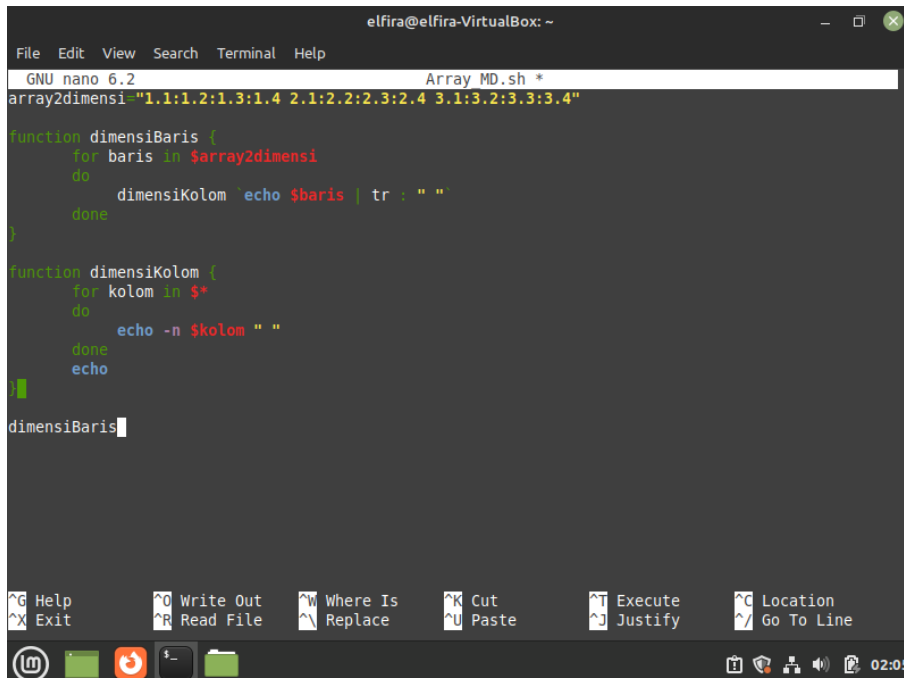 elfira@elfira-VirtualBox: ~
File Edit View Search Terminal Help
GNU nano 6.2 Array_MD.sh *
array2dimensi="1.1:1.2:1.3:1.4 2.1:2.2:2.3:2.4 3.1:3.2:3.3:3.4"
function dimensiBaris {
for baris in $array2dimensi
do
dimensiKolom `echo $baris | tr : " "`
done
}
function dimensiKolom {
for kolom in $*
do
echo -n $kolom " "
done
echo
}
dimensiBaris
^G Help ^O Write Out ^W Where Is ^K Cut ^T Execute ^C Location
^X Exit ^R Read File ^\ Replace ^U Paste ^J Justify ^/ Go To Line
$_ 02:05